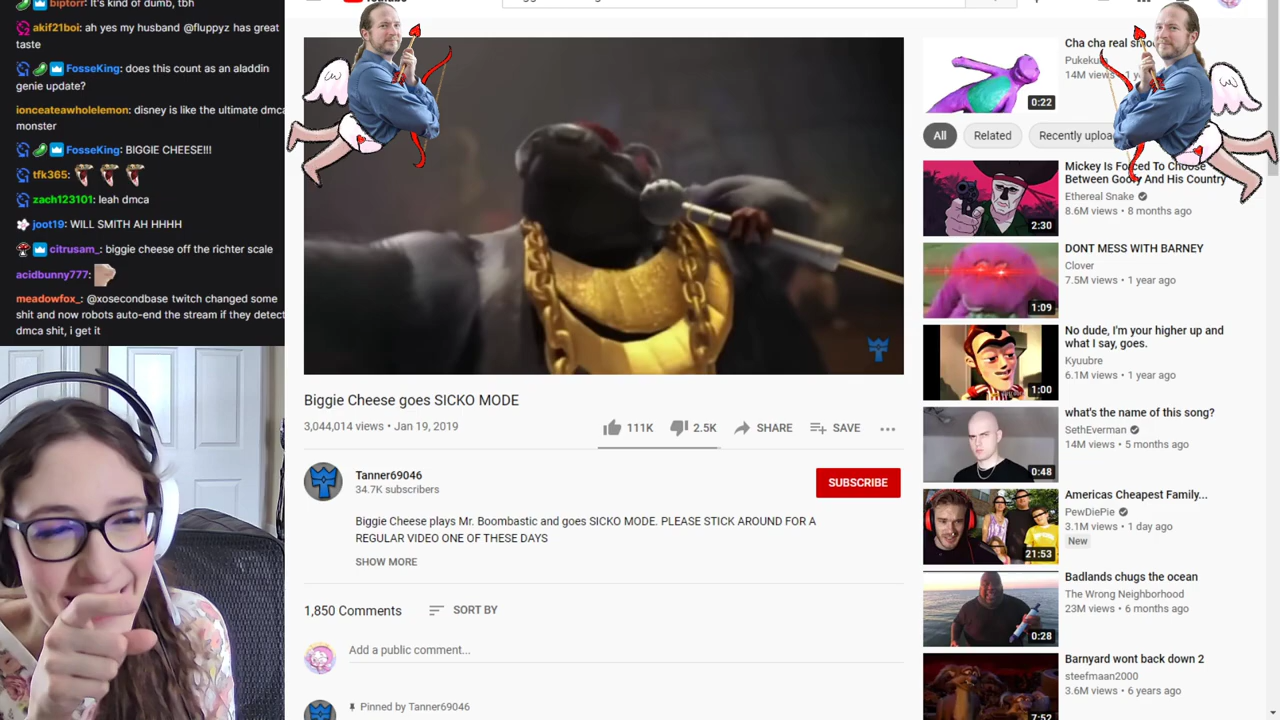 biptorr: It's kind of dumb, tbh
akif21boi: ah yes my husband @fluppyz has great
taste
FosseKing: does this count as an aladdin
genie update?
ionceateawholelemon: disney is like the ultimate dmca
monster
FosseKing: BIGGIE CHEESE!!!
tfk365:
zach123101: leah dmca
joot19: WILL SMITH AH HHHH
citrusam_: biggie cheese off the richter scale
acidbunny777:
meadowfox_: @xosecondbase twitch changed some
shit and now robots auto-end the stream if they detect
dmca shit, i get it
Biggie Cheese goes SICKO MODE
3,044,014 views • Jan 19, 2019
111K
2.5K
SHARE
SAVE
Tanner69046
34.7K subscribers
SUBSCRIBE
Biggie Cheese plays Mr. Boombastic and goes SICKO MODE. PLEASE STICK AROUND FOR A
REGULAR VIDEO ONE OF THESE DAYS
SHOW MORE
1,850 Comments
SORT BY
Add a public comment...
Pinned by Tanner69046
Cha cha real
14M views
0:22
All
Related
Recently
Mickey Is Forced To Choose
Between Goofy And His Country
Ethereal Snake
8.6M views • 8 months ago
2:30
DONT MESS WITH BARNEY
Clover
7.5M views • 1 year ago
1:09
No dude, I'm your higher up and
what I say, goes.
Kyuubre
6.1M views • 1 year ago
1:00
what's the name of this song?
SethEverman
14M views • 5 months ago
0:48
Americas Cheapest Family...
PewDiePie
3.1M views • 1 day ago
New
21:53
Badlands chugs the ocean
The Wrong Neighborhood
23M views • 6 months ago
0:28
Barnyard wont back down 2
steefmaan2000
3.6M views • 6 years ago
7:52